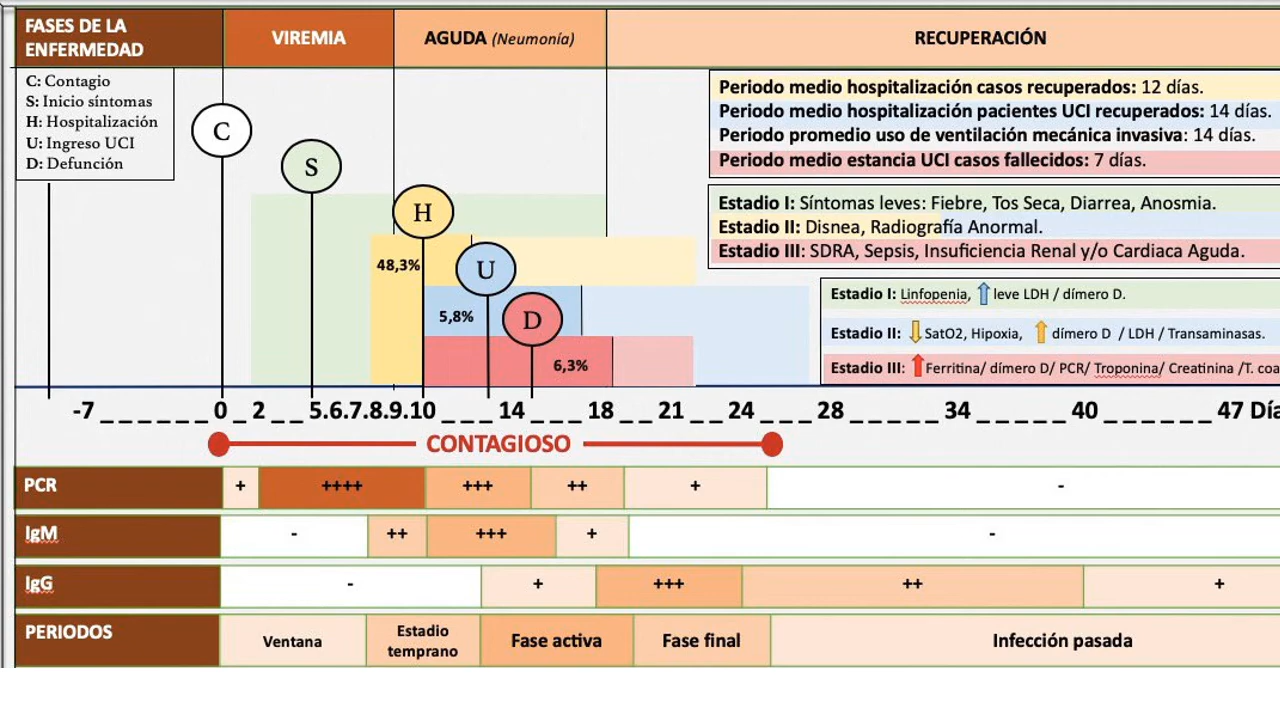 FASES DE LA
ENFERMEDAD
VIREMIA
AGUDA (Neumonía)
RECUPERACIÓN
C: Contagio
S: Inicio síntomas
H: Hospitalización
U: Ingreso UCI
D: Defunción
C
S
H
U
D
48,3%
5,8%
6,3%
Periodo medio hospitalización casos recuperados: 12 días.
Periodo medio hospitalización pacientes UCI recuperados: 14 días.
Periodo promedio uso de ventilación mecánica invasiva: 14 días.
Periodo medio estancia UCI casos fallecidos: 7 días.
Estadio I: Síntomas leves: Fiebre, Tos Seca, Diarrea, Anosmia.
Estadio II: Disnea, Radiografía Anormal.
Estadio III: SDRA, Sepsis, Insuficiencia Renal y/o Cardiaca Aguda.
Estadio I: Linfopenia, ⇧ leve LDH / dímero D.
Estadio II: ⇩ SatO2, Hipoxia, ⇧ dímero D / LDH / Transaminasas.
Estadio III: ⇧ Ferritina/ dímero D/ PCR/ Troponina/ Creatinina /T. coa
-7 _ _ _ _ _ _ 0 _ 2 _ _ 5.6.7.8.9.10 _ _ _ 14 _ _ _ 18 _ _ 21 _ _ 24 _ _ _ 28 _ _ _ _ _ 34 _ _ _ _ _ 40 _ _ _ _ _ _ 47 Día
CONTAGIOSO
PCR + ++++ +++ ++ + -
IgM - ++ +++ + -
IgG - + +++ ++ +
PERIODOS Ventana Estadio temprano Fase activa Fase final Infección pasada